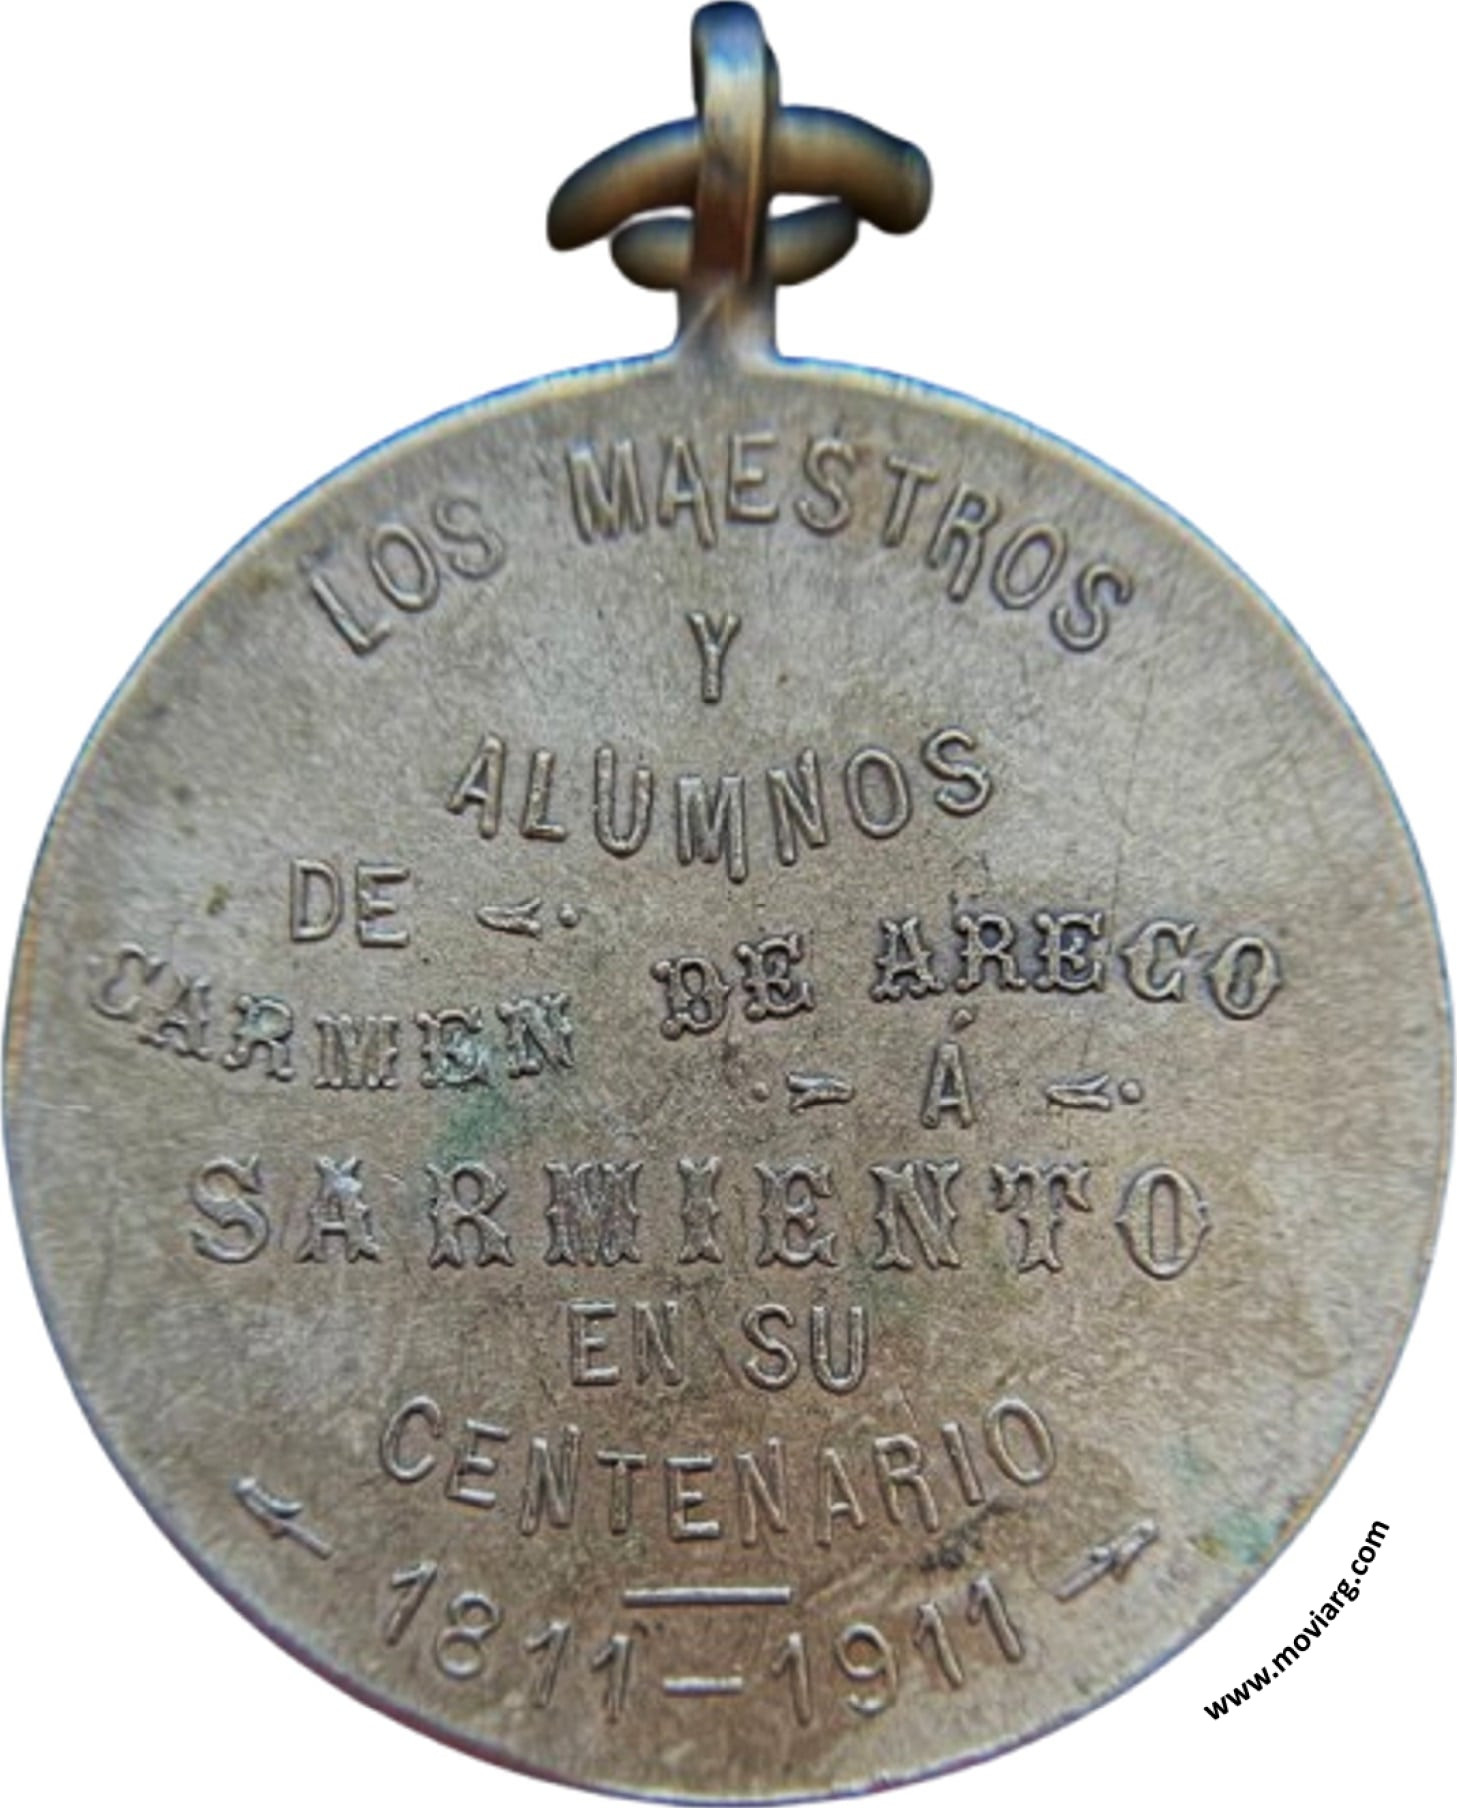 LOS MAESTROS
Y
ALUMNOS
DE
CARMEN DE ARECO
Á
SARMIENTO
EN SU
CENTENARIO
1811-1911
www.moviarg.com